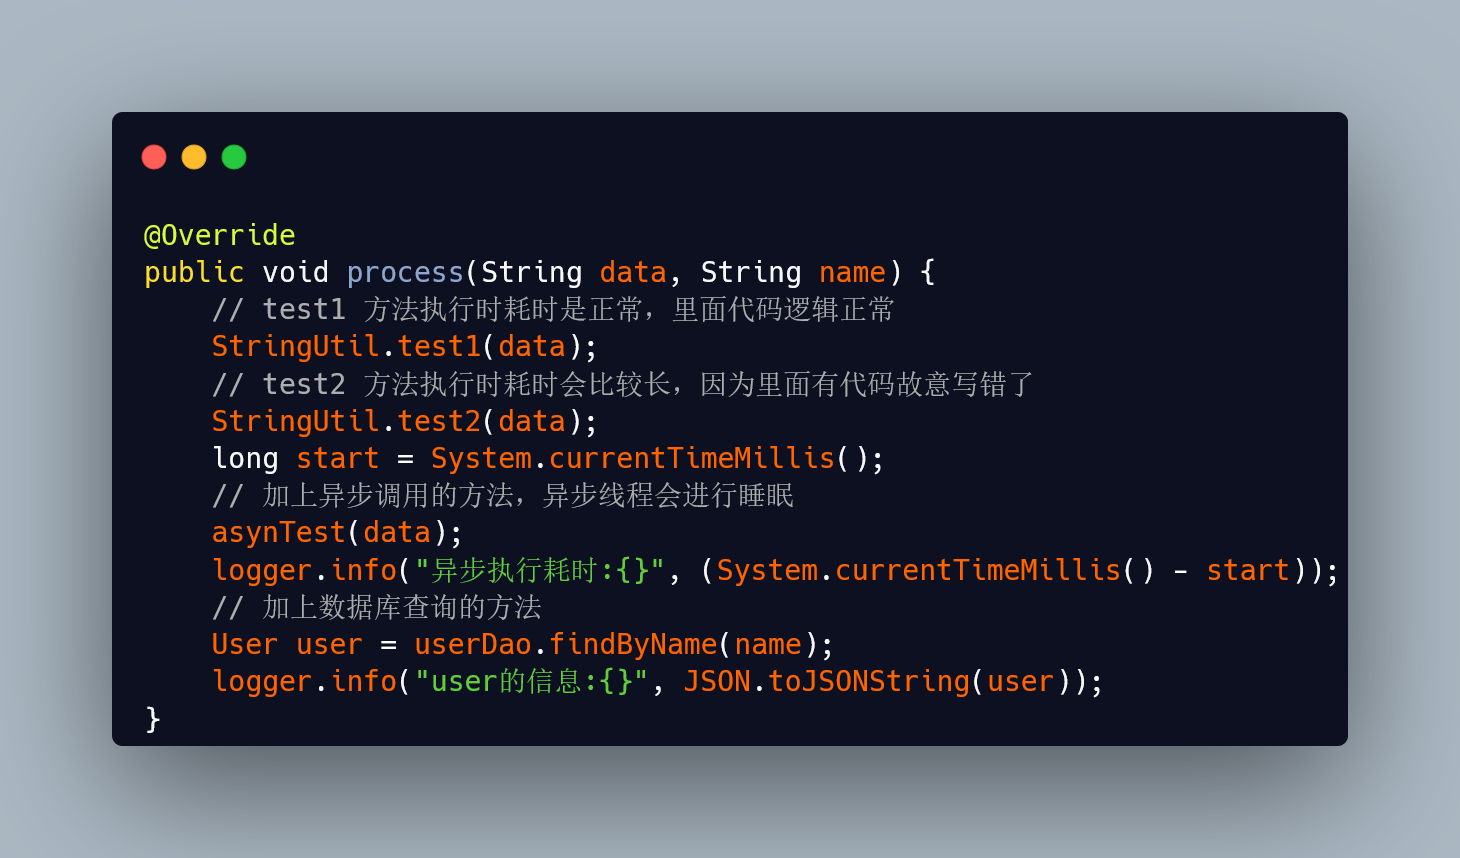 @Override
public void process(String data, String name) {
    // test1 方法执行时耗时是正常，里面代码逻辑正常
    StringUtil.test1(data);
    // test2 方法执行时耗时会比较长，因为里面有代码故意写错了
    StringUtil.test2(data);
    long start = System.currentTimeMillis();
    // 加上异步调用的方法，异步线程会进行睡眠
    asynTest(data);
    logger.info("异步执行耗时:{}", (System.currentTimeMillis() - start));
    // 加上数据库查询的方法
    User user = userDao.findByName(name);
    logger.info("user的信息:{}", JSON.toJSONString(user));
}